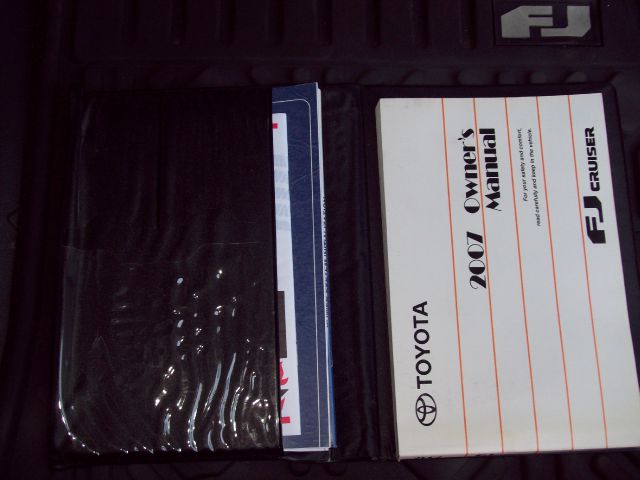 FJ
2007 Owner's
Manual
For your safety and comfort,
read carefully and keep in the vehicle.
FJ CRUISER
TOYOTA